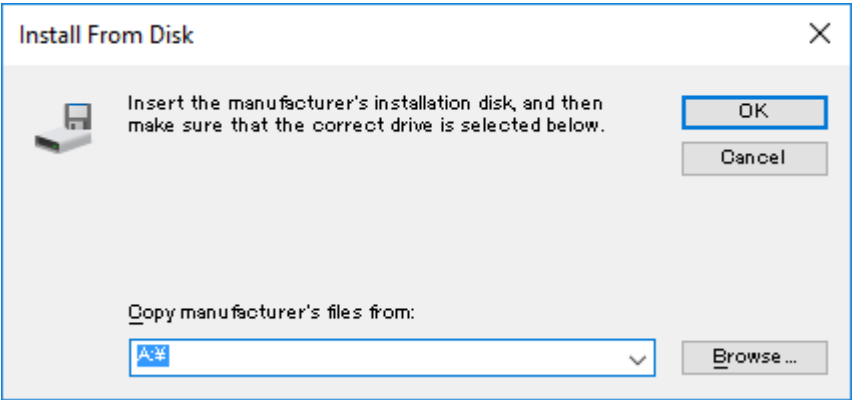 Install From Disk
Insert the manufacturer's installation disk, and then
make sure that the correct drive is selected below.
OK
Cancel
Copy manufacturer's files from:
A:¥
Browse...